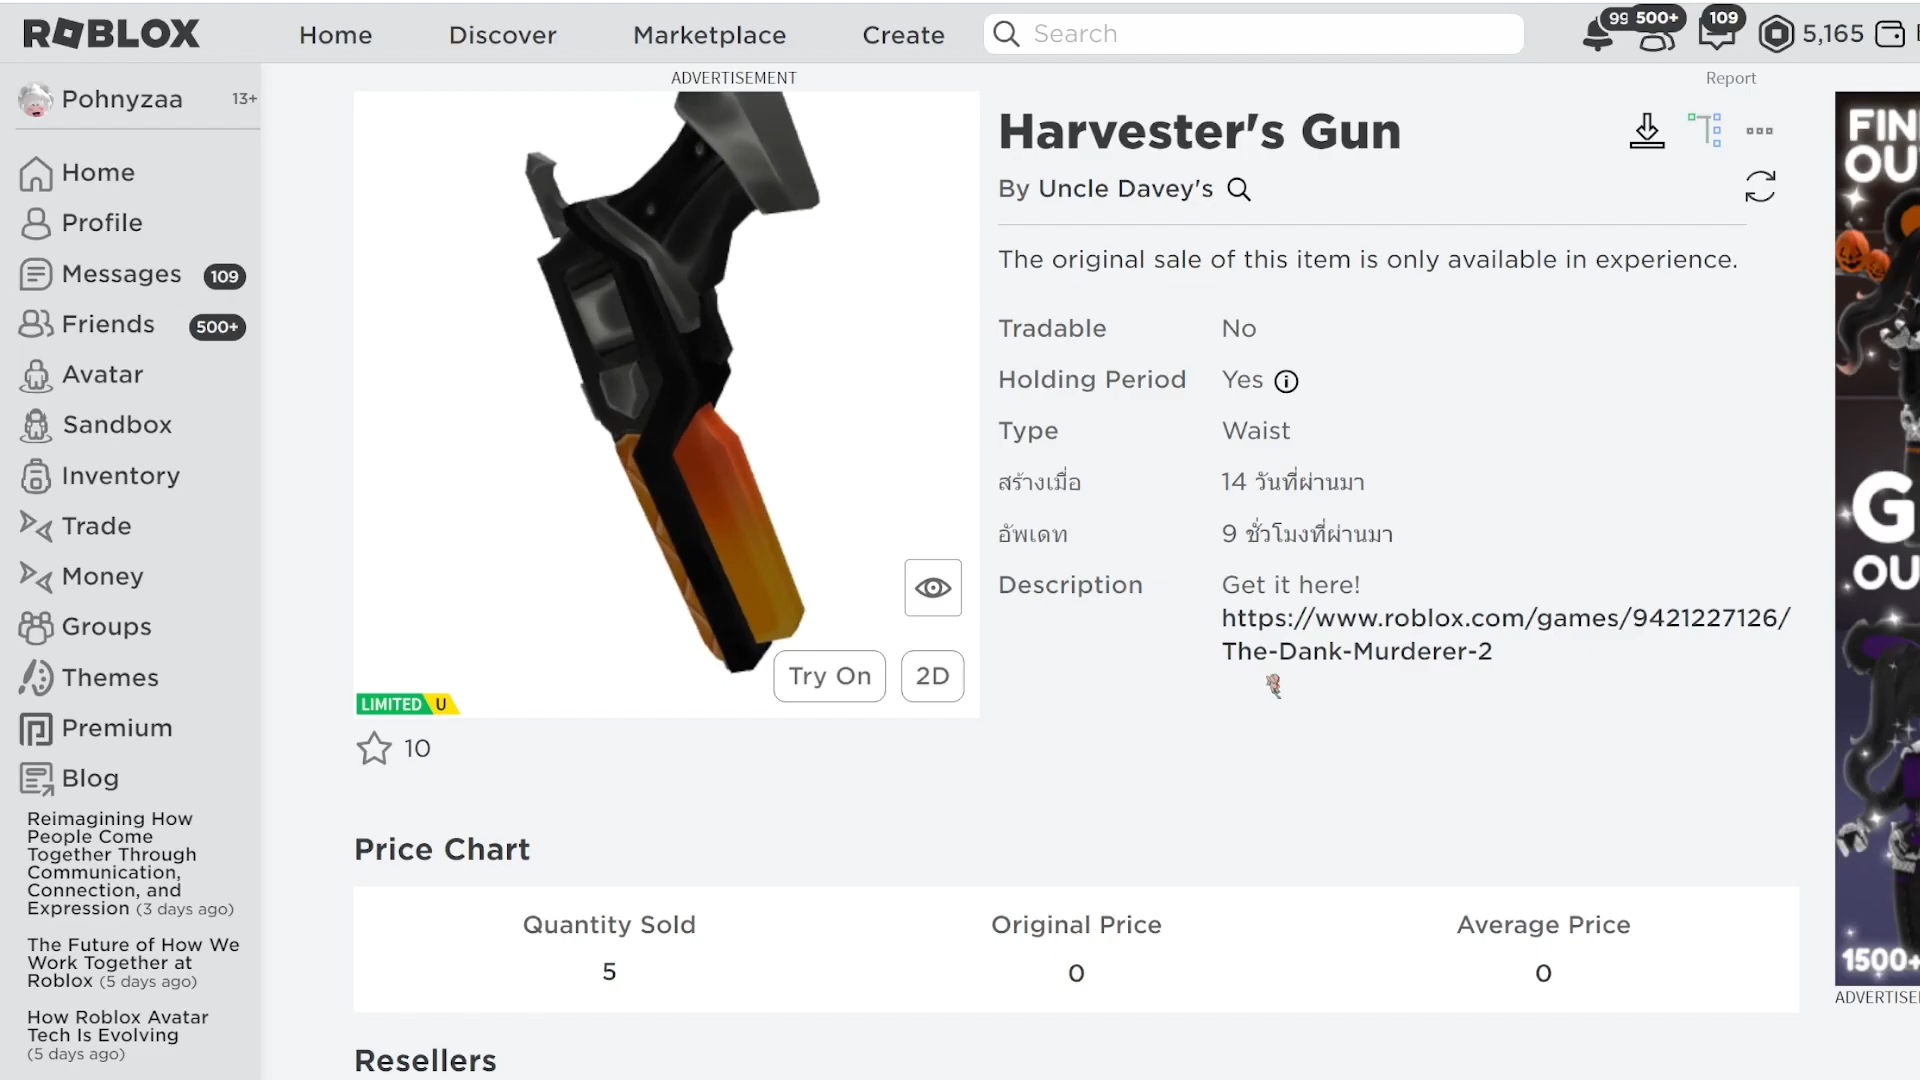 ROBLOX
Home
Discover
Marketplace
Create
Search
99
500+
109
5,165
Pohnyzaa
13+
Home
Profile
Messages
109
Friends
500+
Avatar
Sandbox
Inventory
Trade
Money
Groups
Themes
Premium
Blog
Reimagining How
People Come
Together Through
Communication,
Connection, and
Expression (3 days ago)
The Future of How We
Work Together at
Roblox (5 days ago)
How Roblox Avatar
Tech Is Evolving
(5 days ago)
ADVERTISEMENT
Report
Try On
2D
LIMITED U
10
Harvester's Gun
By Uncle Davey's
The original sale of this item is only available in experience.
Tradable No
Holding Period Yes
Type Waist
สร้างเมื่อ 14 วันที่ผ่านมา
อัพเดท 9 ชั่วโมงที่ผ่านมา
Description Get it here!
https://www.roblox.com/games/9421227126/
The-Dank-Murderer-2
Price Chart
Quantity Sold
5
Original Price
0
Average Price
0
Resellers
1500+